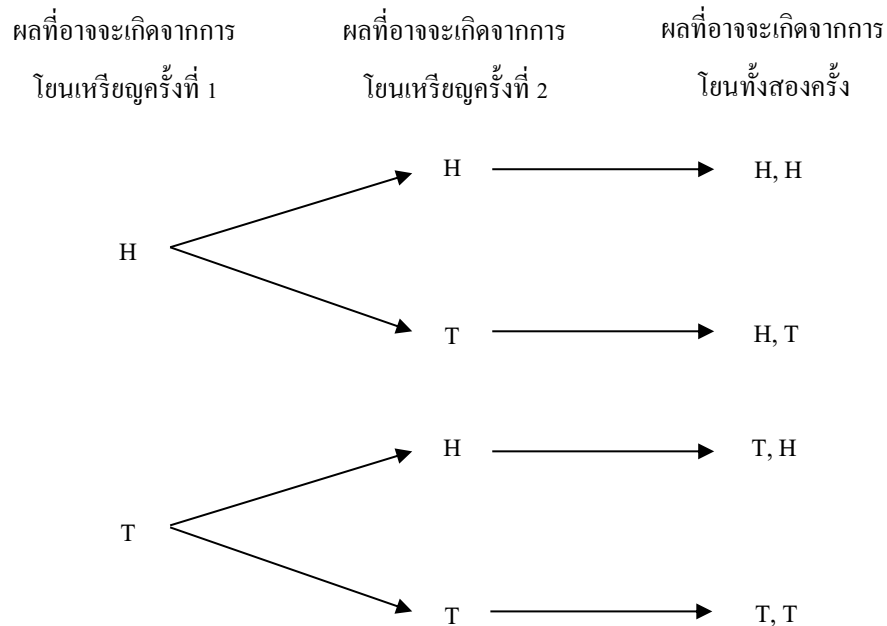 ผลที่อาจจะเกิดจากการ
โยนเหรียญครั้งที่ 1
ผลที่อาจจะเกิดจากการ
โยนเหรียญครั้งที่ 2
ผลที่อาจจะเกิดจากการ
โยนทั้งสองครั้ง
H
H
H, H
T
H, T
T
H
T, H
T
T, T